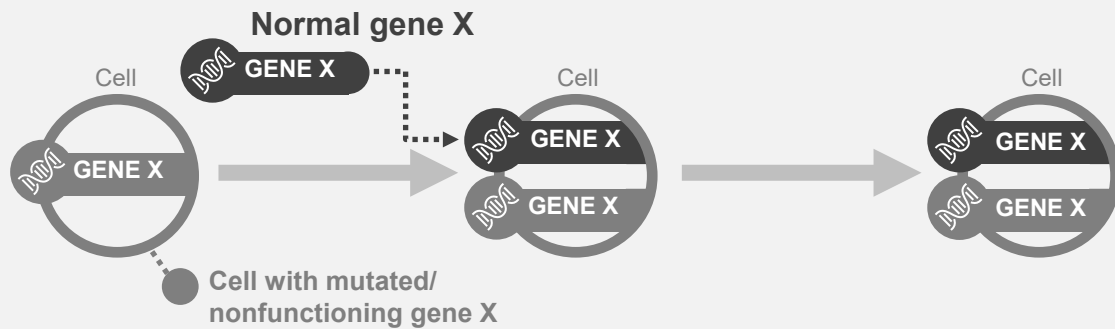 Normal gene X
GENE X
Cell
Cell
Cell
GENE X
GENE X
GENE X
GENE X
GENE X
Cell with mutated/
nonfunctioning gene X